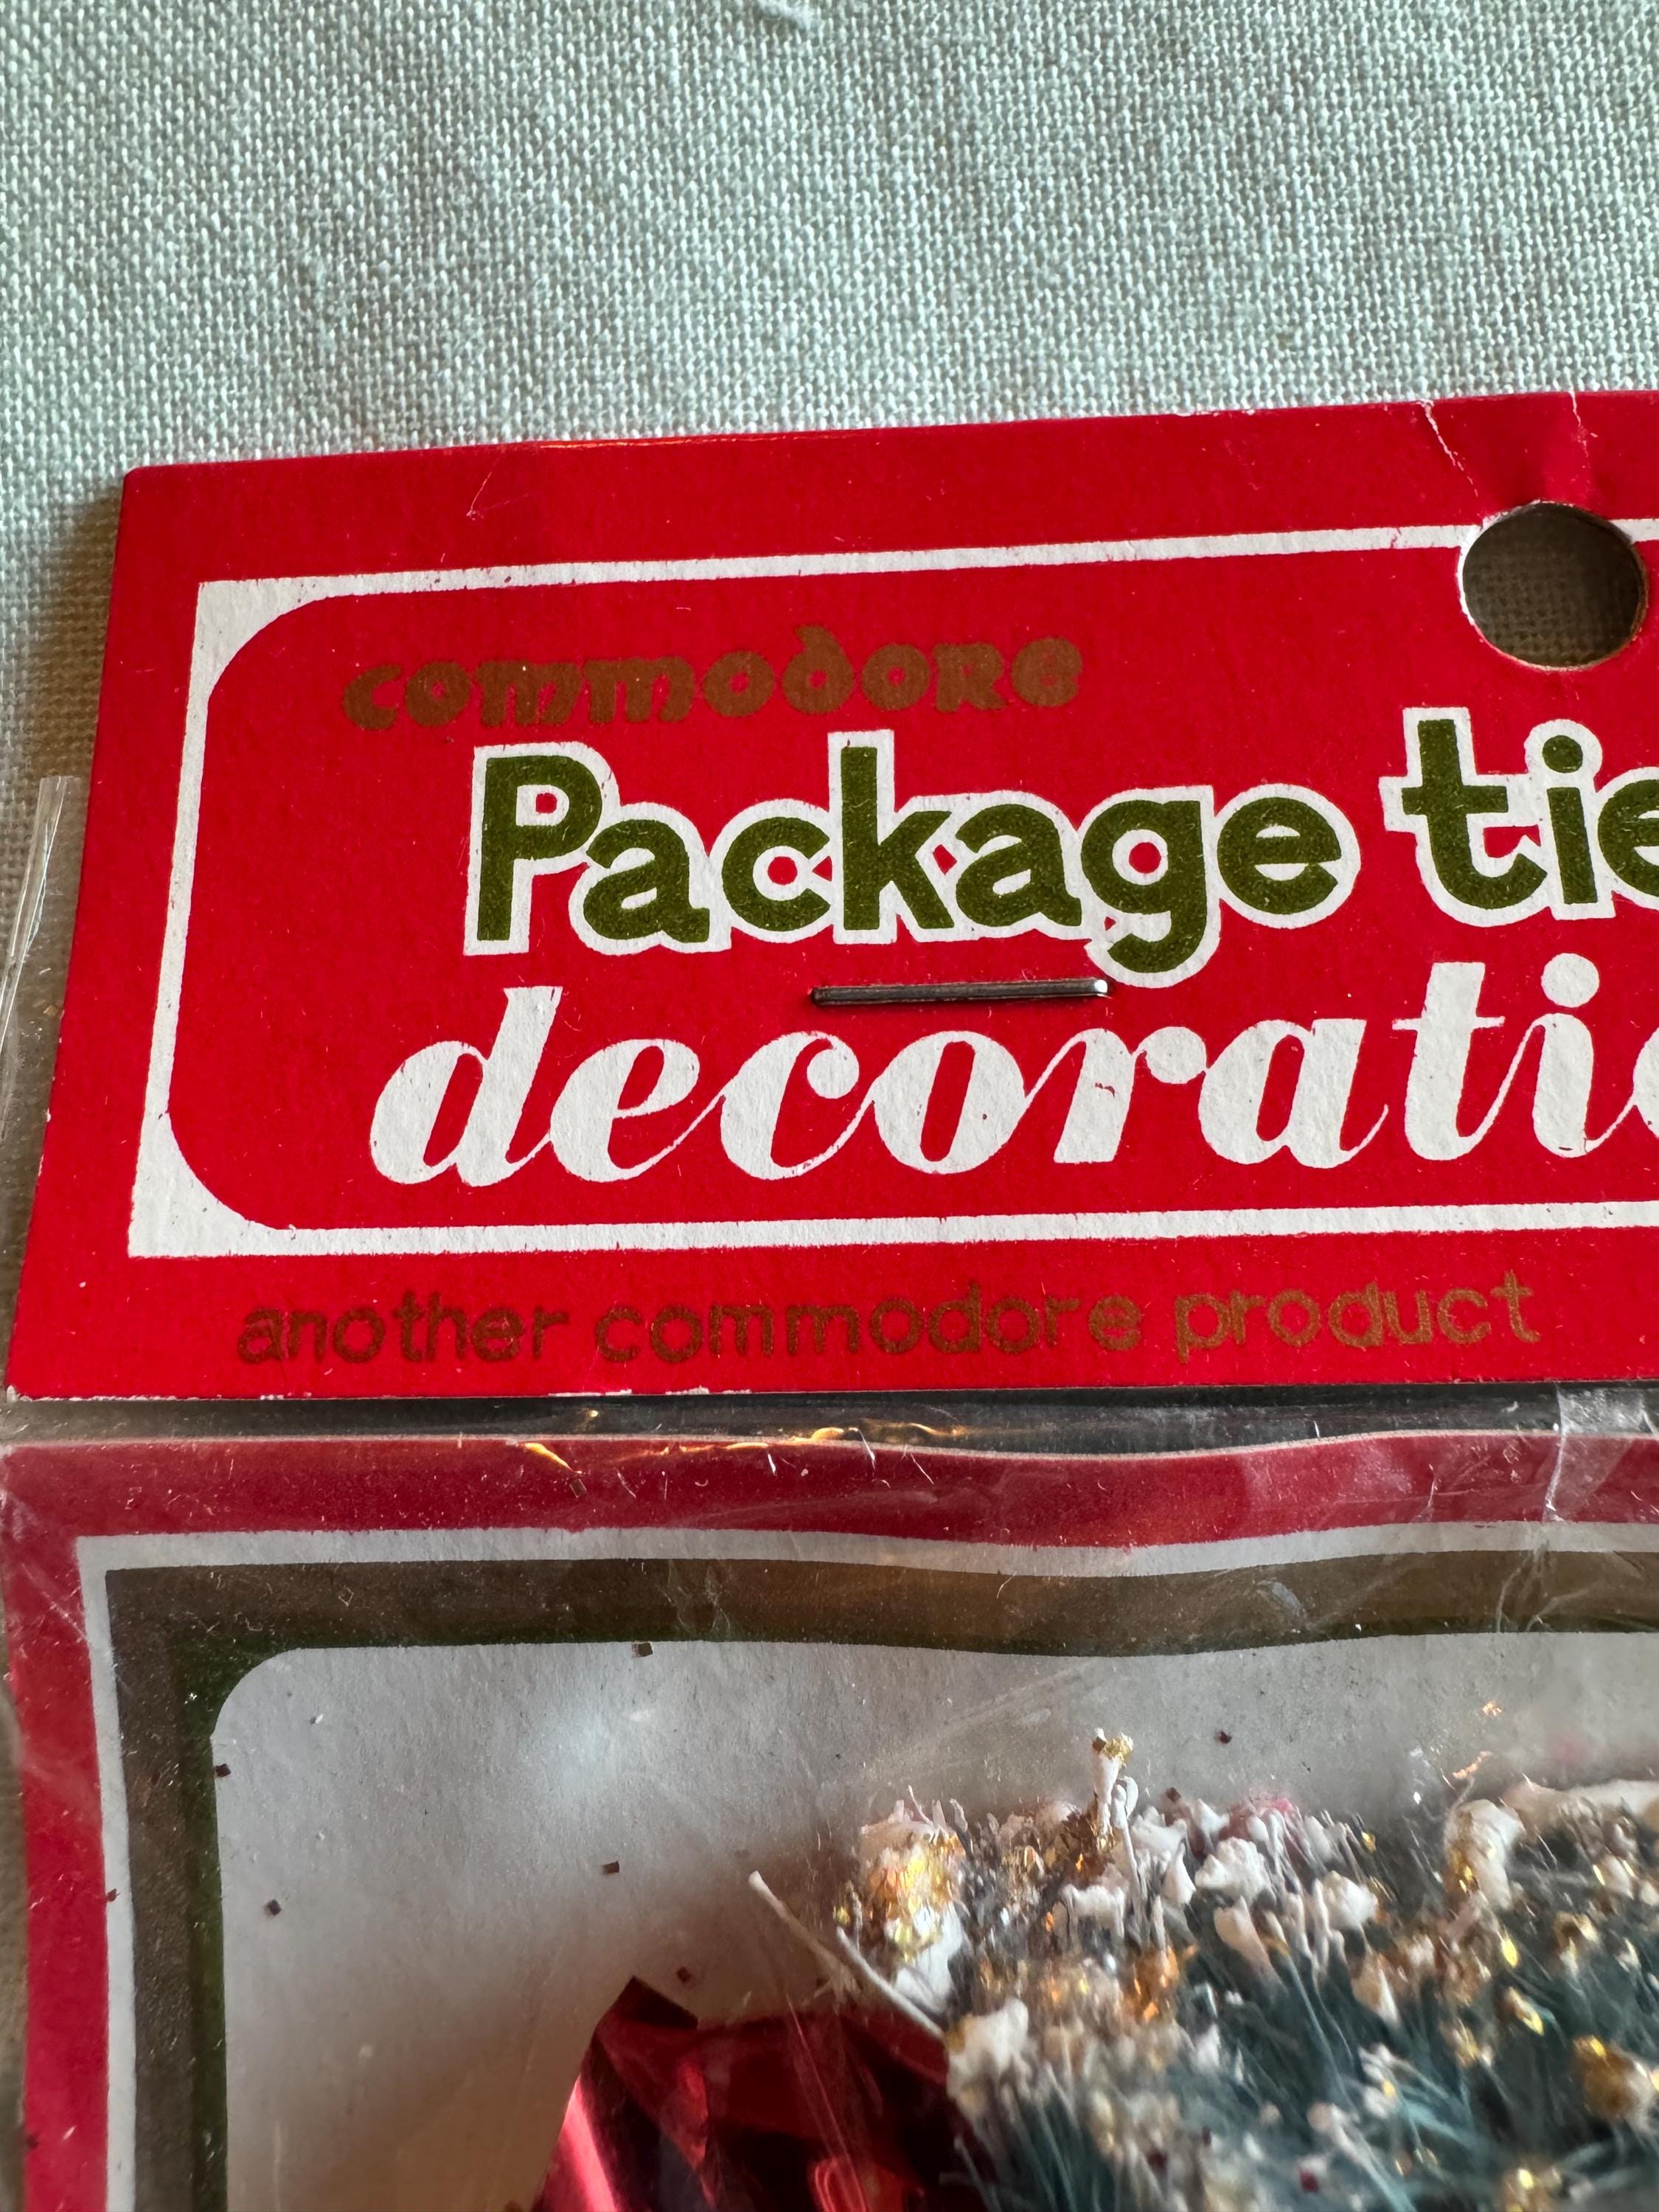 commodore
Package tie
decorati
another commodore product